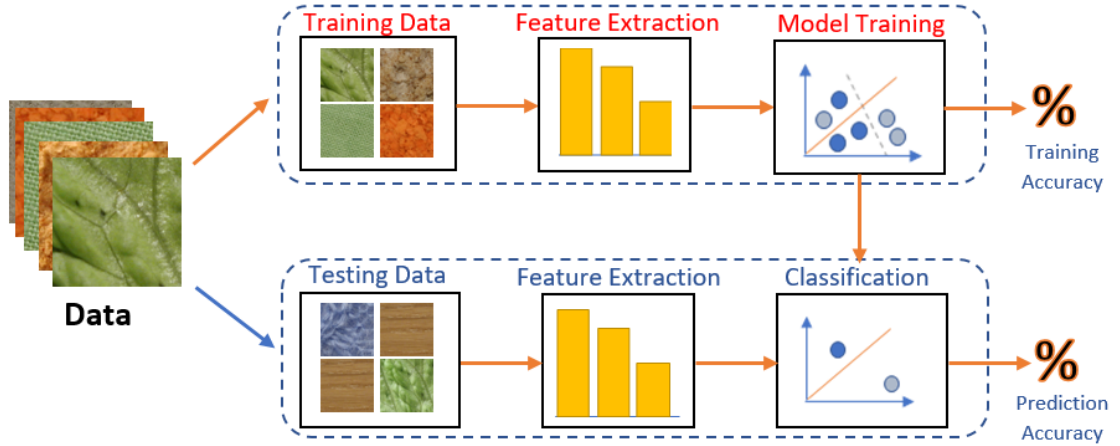 Training Data
Feature Extraction
Model Training
%
Training
Accuracy
Data
Testing Data
Feature Extraction
Classification
%
Prediction
Accuracy